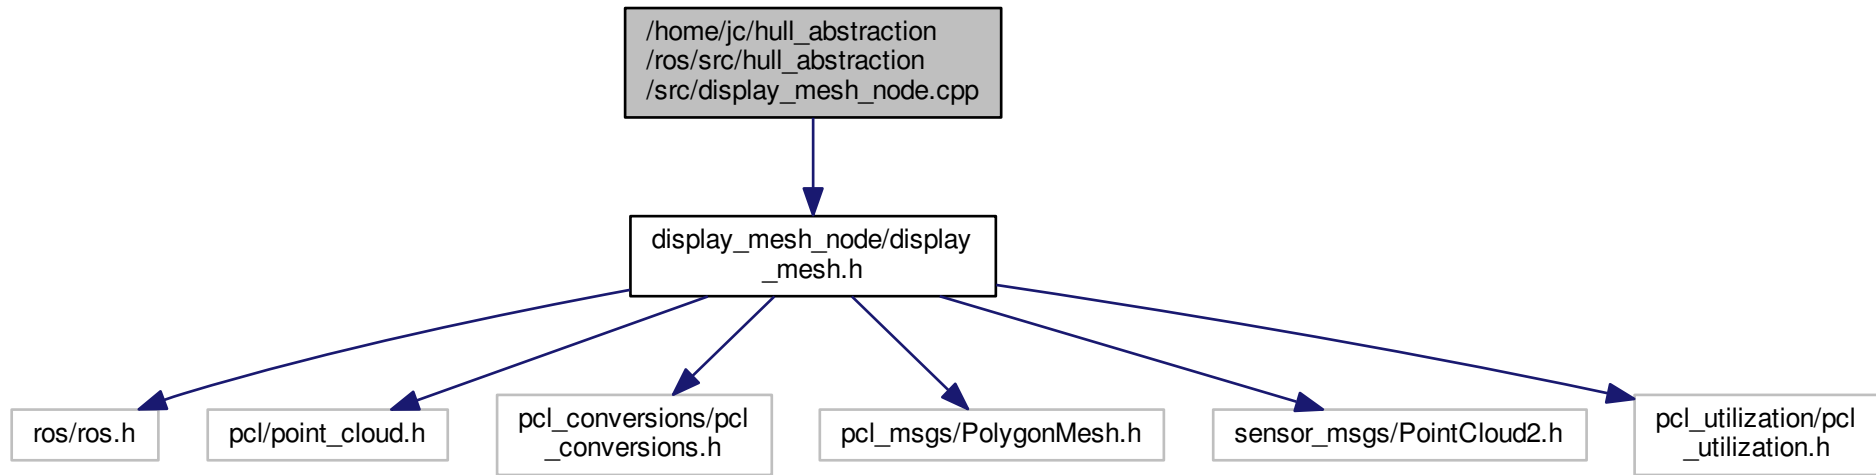 /home/jc/hull_abstraction
/ros/src/hull_abstraction
/src/display_mesh_node.cpp
display_mesh_node/display
_mesh.h
ros/ros.h
pcl/point_cloud.h
pcl_conversions/pcl
_conversions.h
pcl_msgs/PolygonMesh.h
sensor_msgs/PointCloud2.h
pcl_utilization/pcl
_utilization.h